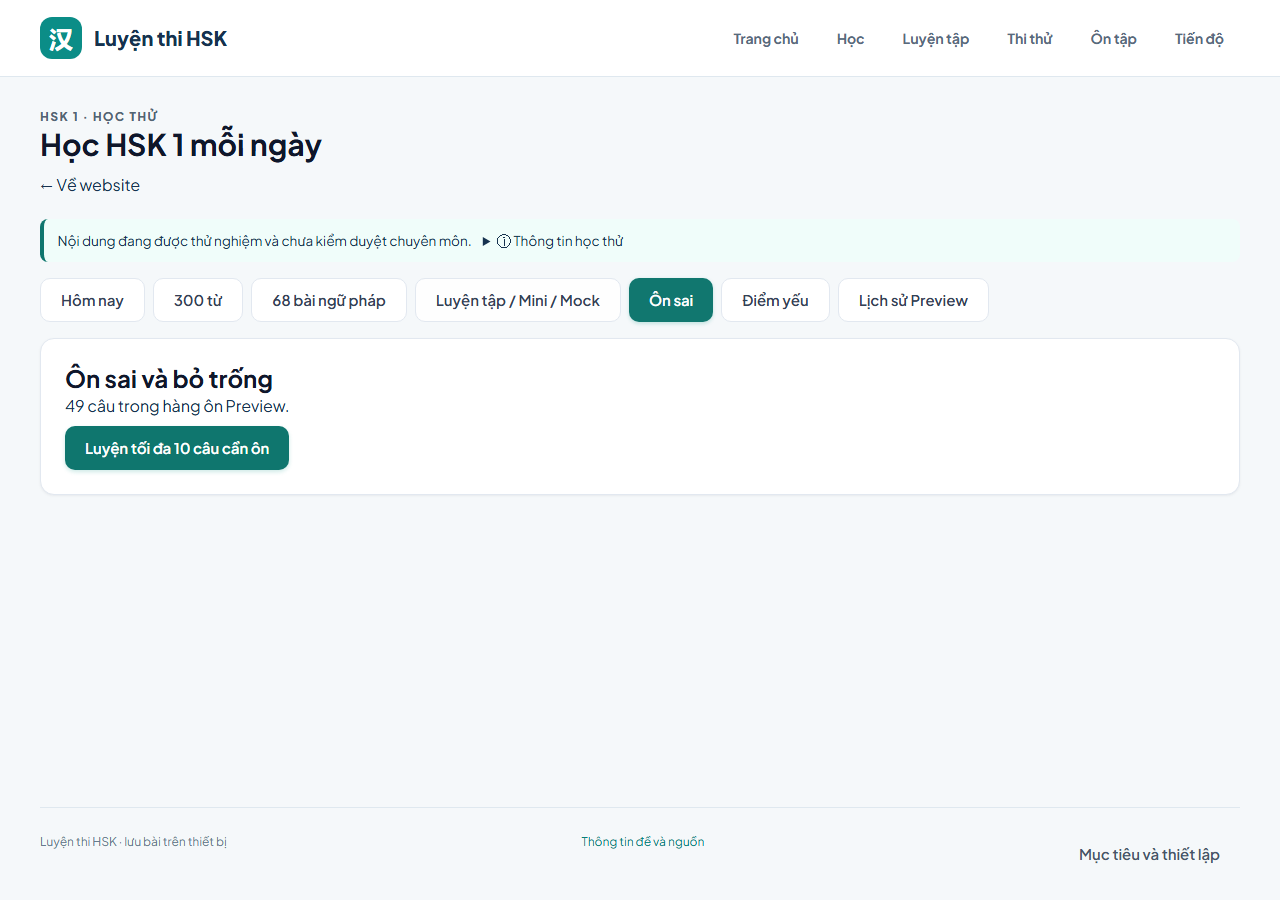 汉 Luyện thi HSK
Trang chủ Học Luyện tập Thi thử Ôn tập Tiến độ
HSK 1 · HỌC THỬ
Học HSK 1 mỗi ngày
← Về website
Nội dung đang được thử nghiệm và chưa kiểm duyệt chuyên môn. ▶ ⓘ Thông tin học thử
Hôm nay 300 từ 68 bài ngữ pháp Luyện tập / Mini / Mock Ôn sai Điểm yếu Lịch sử Preview
Ôn sai và bỏ trống
49 câu trong hàng ôn Preview.
Luyện tối đa 10 câu cần ôn
Luyện thi HSK · lưu bài trên thiết bị Thông tin đề và nguồn
Mục tiêu và thiết lập